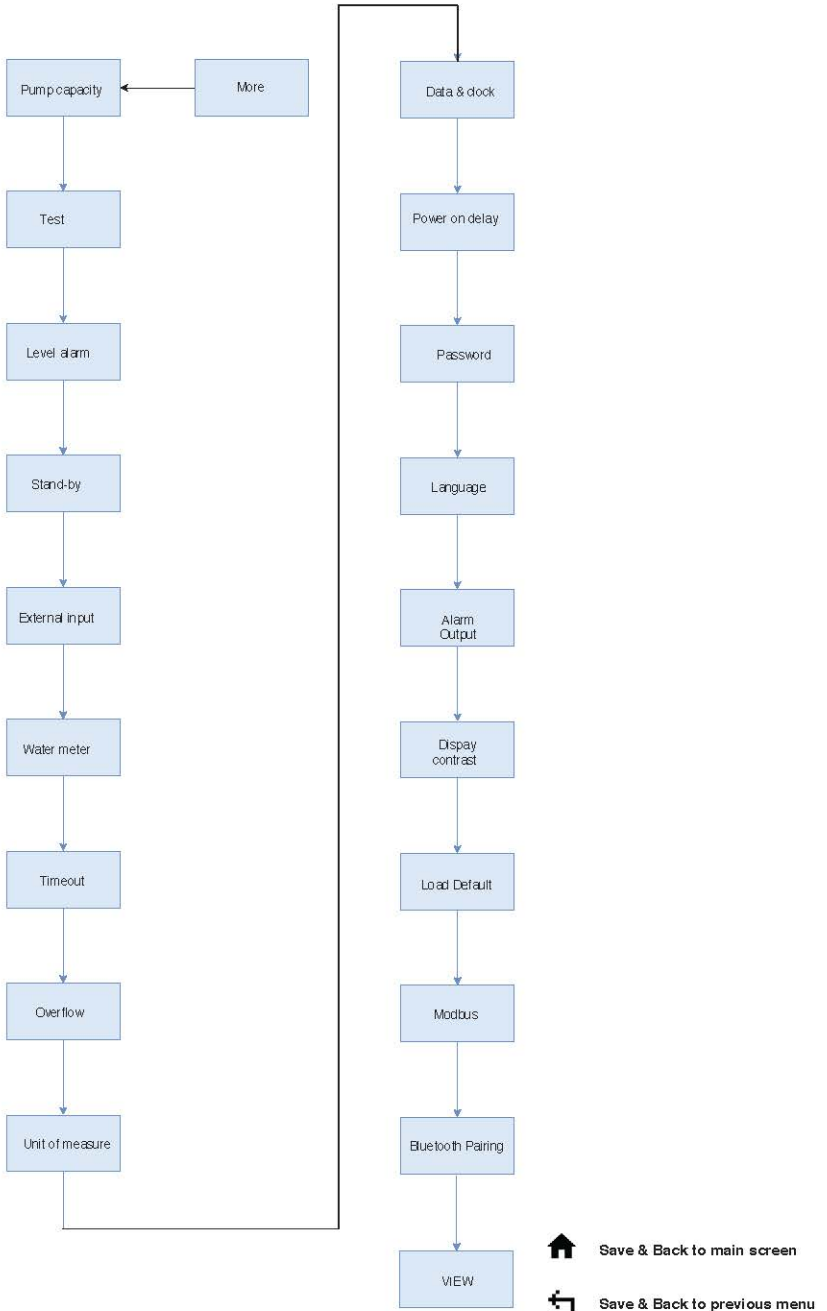 Pump capacity
More
Test
Level alarm
Stand-by
External input
Water meter
Timeout
Overflow
Unit of measure
Data & clock
Power on delay
Password
Language
Alarm
Output
Dispay
contrast
Load Default
Modbus
Bluetooth Pairing
VIEW
Save & Back to main screen
Save & Back to previous menu